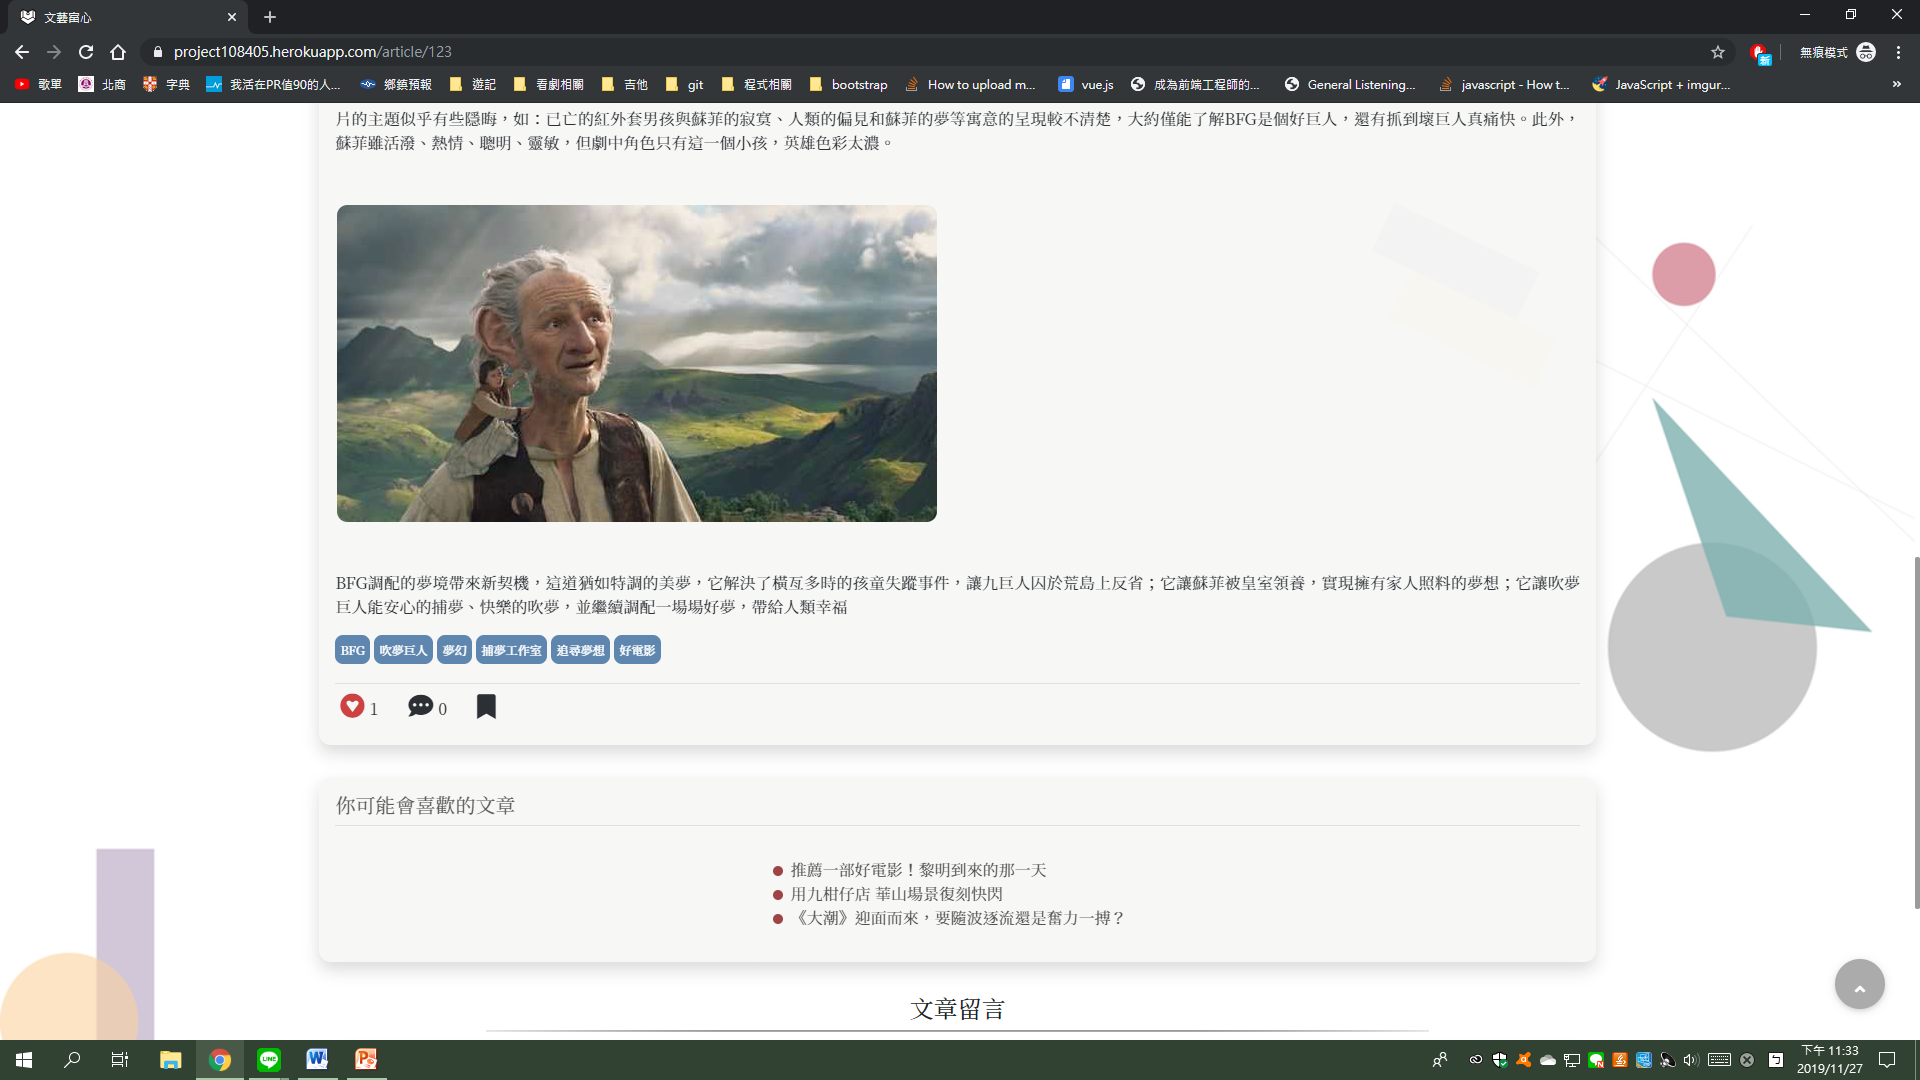 文藝窩心
project108405.herokuapp.com/article/123
無痕模式
新
歌單
北商
字典
我活在PR值90的人...
鄉鎮預報
遊記
看劇相關
吉他
git
程式相關
bootstrap
How to upload m...
vue.js
成為前端工程師的...
General Listening...
javascript - How t...
JavaScript + imgur...
»
片的主題似乎有些隱晦，如：已亡的紅外套男孩與蘇菲的寂寞、人類的偏見和蘇菲的夢等寓意的呈現較不清楚，大約僅能了解BFG是個好巨人，還有抓到壞巨人真痛快。此外，
蘇菲雖活潑、熱情、聰明、靈敏，但劇中角色只有這一個小孩，英雄色彩太濃。
BFG調配的夢境帶來新契機，這道猶如特調的美夢，它解決了橫亙多時的孩童失蹤事件，讓九巨人囚於荒島上反省；它讓蘇菲被皇室領養，實現擁有家人照料的夢想；它讓吹夢
巨人能安心的捕夢、快樂的吹夢，並繼續調配一場場好夢，帶給人類幸福
BFG 吹夢巨人 夢幻 捕夢工作室 追尋夢想 好電影
1 0
你可能會喜歡的文章
推薦一部好電影！黎明到來的那一天
用九柑仔店 華山場景復刻快閃
《大潮》迎面而來，要隨波逐流還是奮力一搏？
文章留言
LINE
ㄅ
下午 11:33
2019/11/27